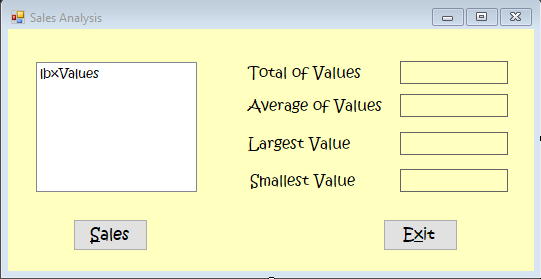 Sales Analysis
lbxValues
Total of Values
Average of Values
Largest Value
Smallest Value
Sales
Exit